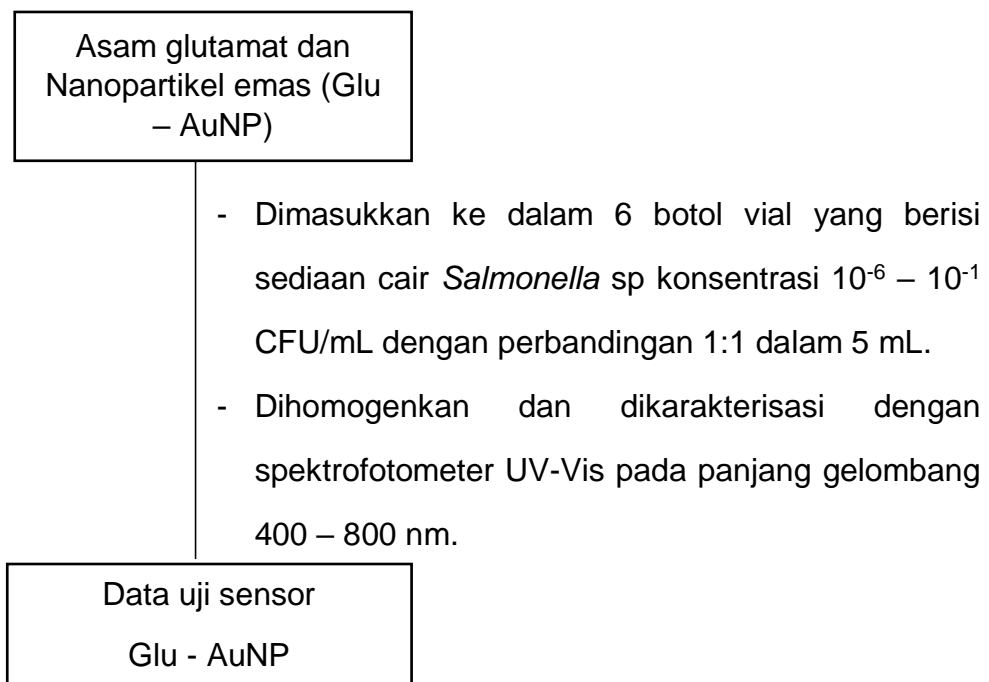 Asam glutamat dan
Nanopartikel emas (Glu
– AuNP)
- Dimasukkan ke dalam 6 botol vial yang berisi
sediaan cair Salmonella sp konsentrasi 10⁻⁶ – 10⁻¹
CFU/mL dengan perbandingan 1:1 dalam 5 mL.
- Dihomogenkan dan dikarakterisasi dengan
spektrofotometer UV-Vis pada panjang gelombang
400 – 800 nm.
Data uji sensor
Glu - AuNP